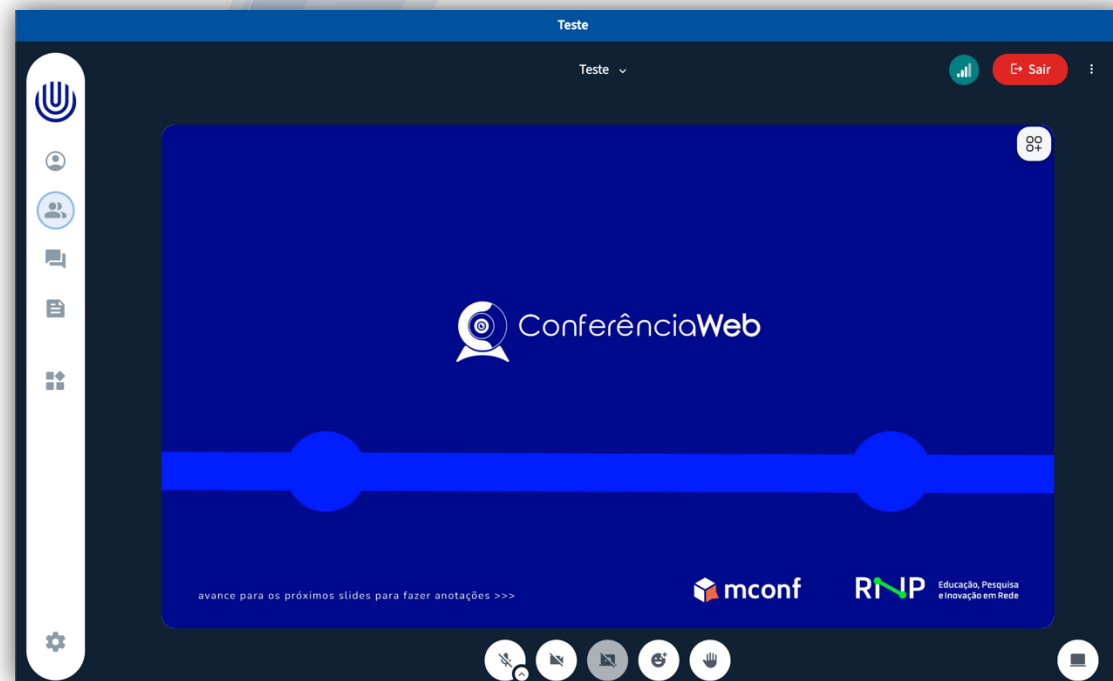 Teste
Teste
Sair
ConferênciaWeb
avance para os próximos slides para fazer anotações >>>
mconf
RNP
Educação, Pesquisa
e Inovação em Rede